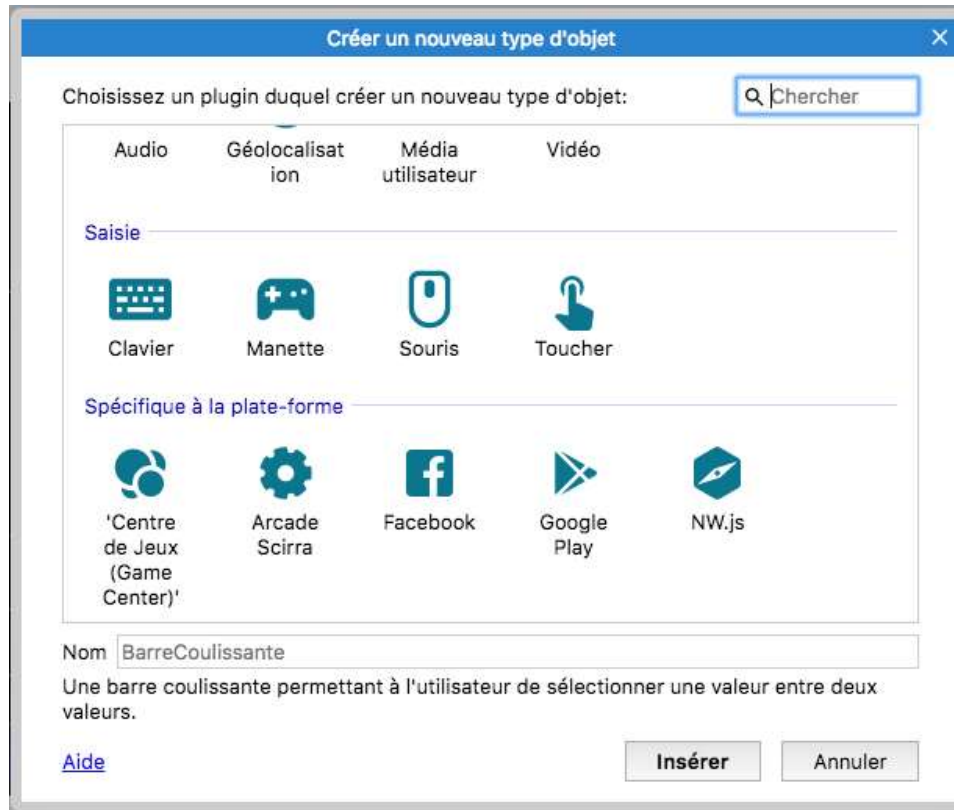 Créer un nouveau type d'objet
Choisissez un plugin duquel créer un nouveau type d'objet:
Chercher
Audio
Géolocalisat
ion
Média
utilisateur
Vidéo
Saisie
Clavier
Manette
Souris
Toucher
Spécifique à la plate-forme
'Centre
de Jeux
(Game
Center)'
Arcade
Scirra
Facebook
Google
Play
NW.js
Nom
BarreCoulissante
Une barre coulissante permettant à l'utilisateur de sélectionner une valeur entre deux
valeurs.
Aide
Insérer
Annuler